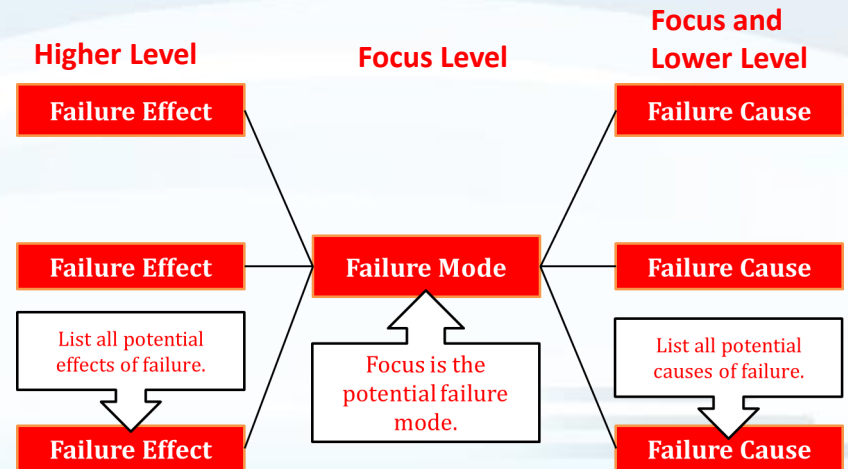 Higher Level
Focus Level
Focus and
Lower Level
Failure Effect
Failure Cause
Failure Effect
Failure Mode
Failure Cause
List all potential
effects of failure.
Focus is the
potential failure
mode.
List all potential
causes of failure.
Failure Effect
Failure Cause